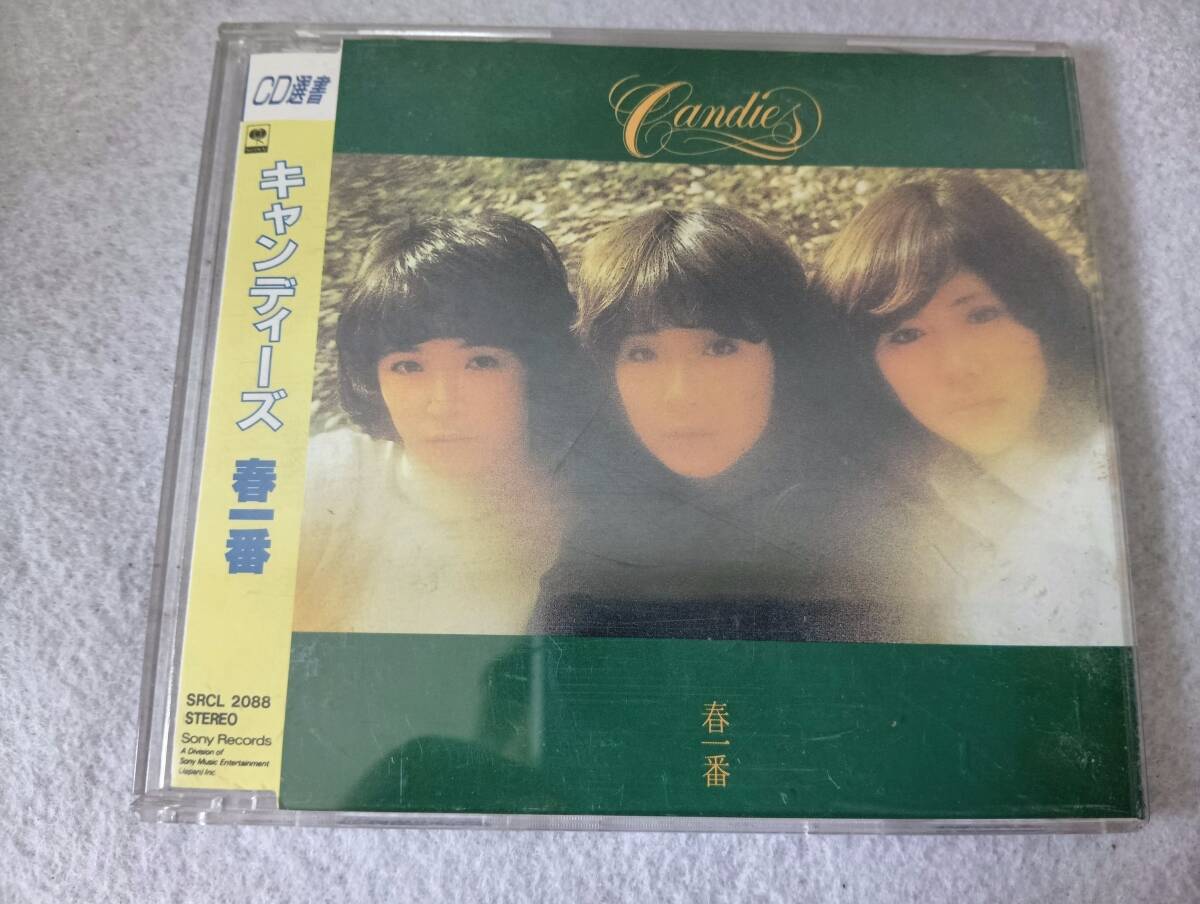 CD選書
キャンディーズ 春一番
SRCL 2088
STEREO
Sony Records
A Division of
Sony Music Entertainment
(Japan) Inc.
Candies
春一番